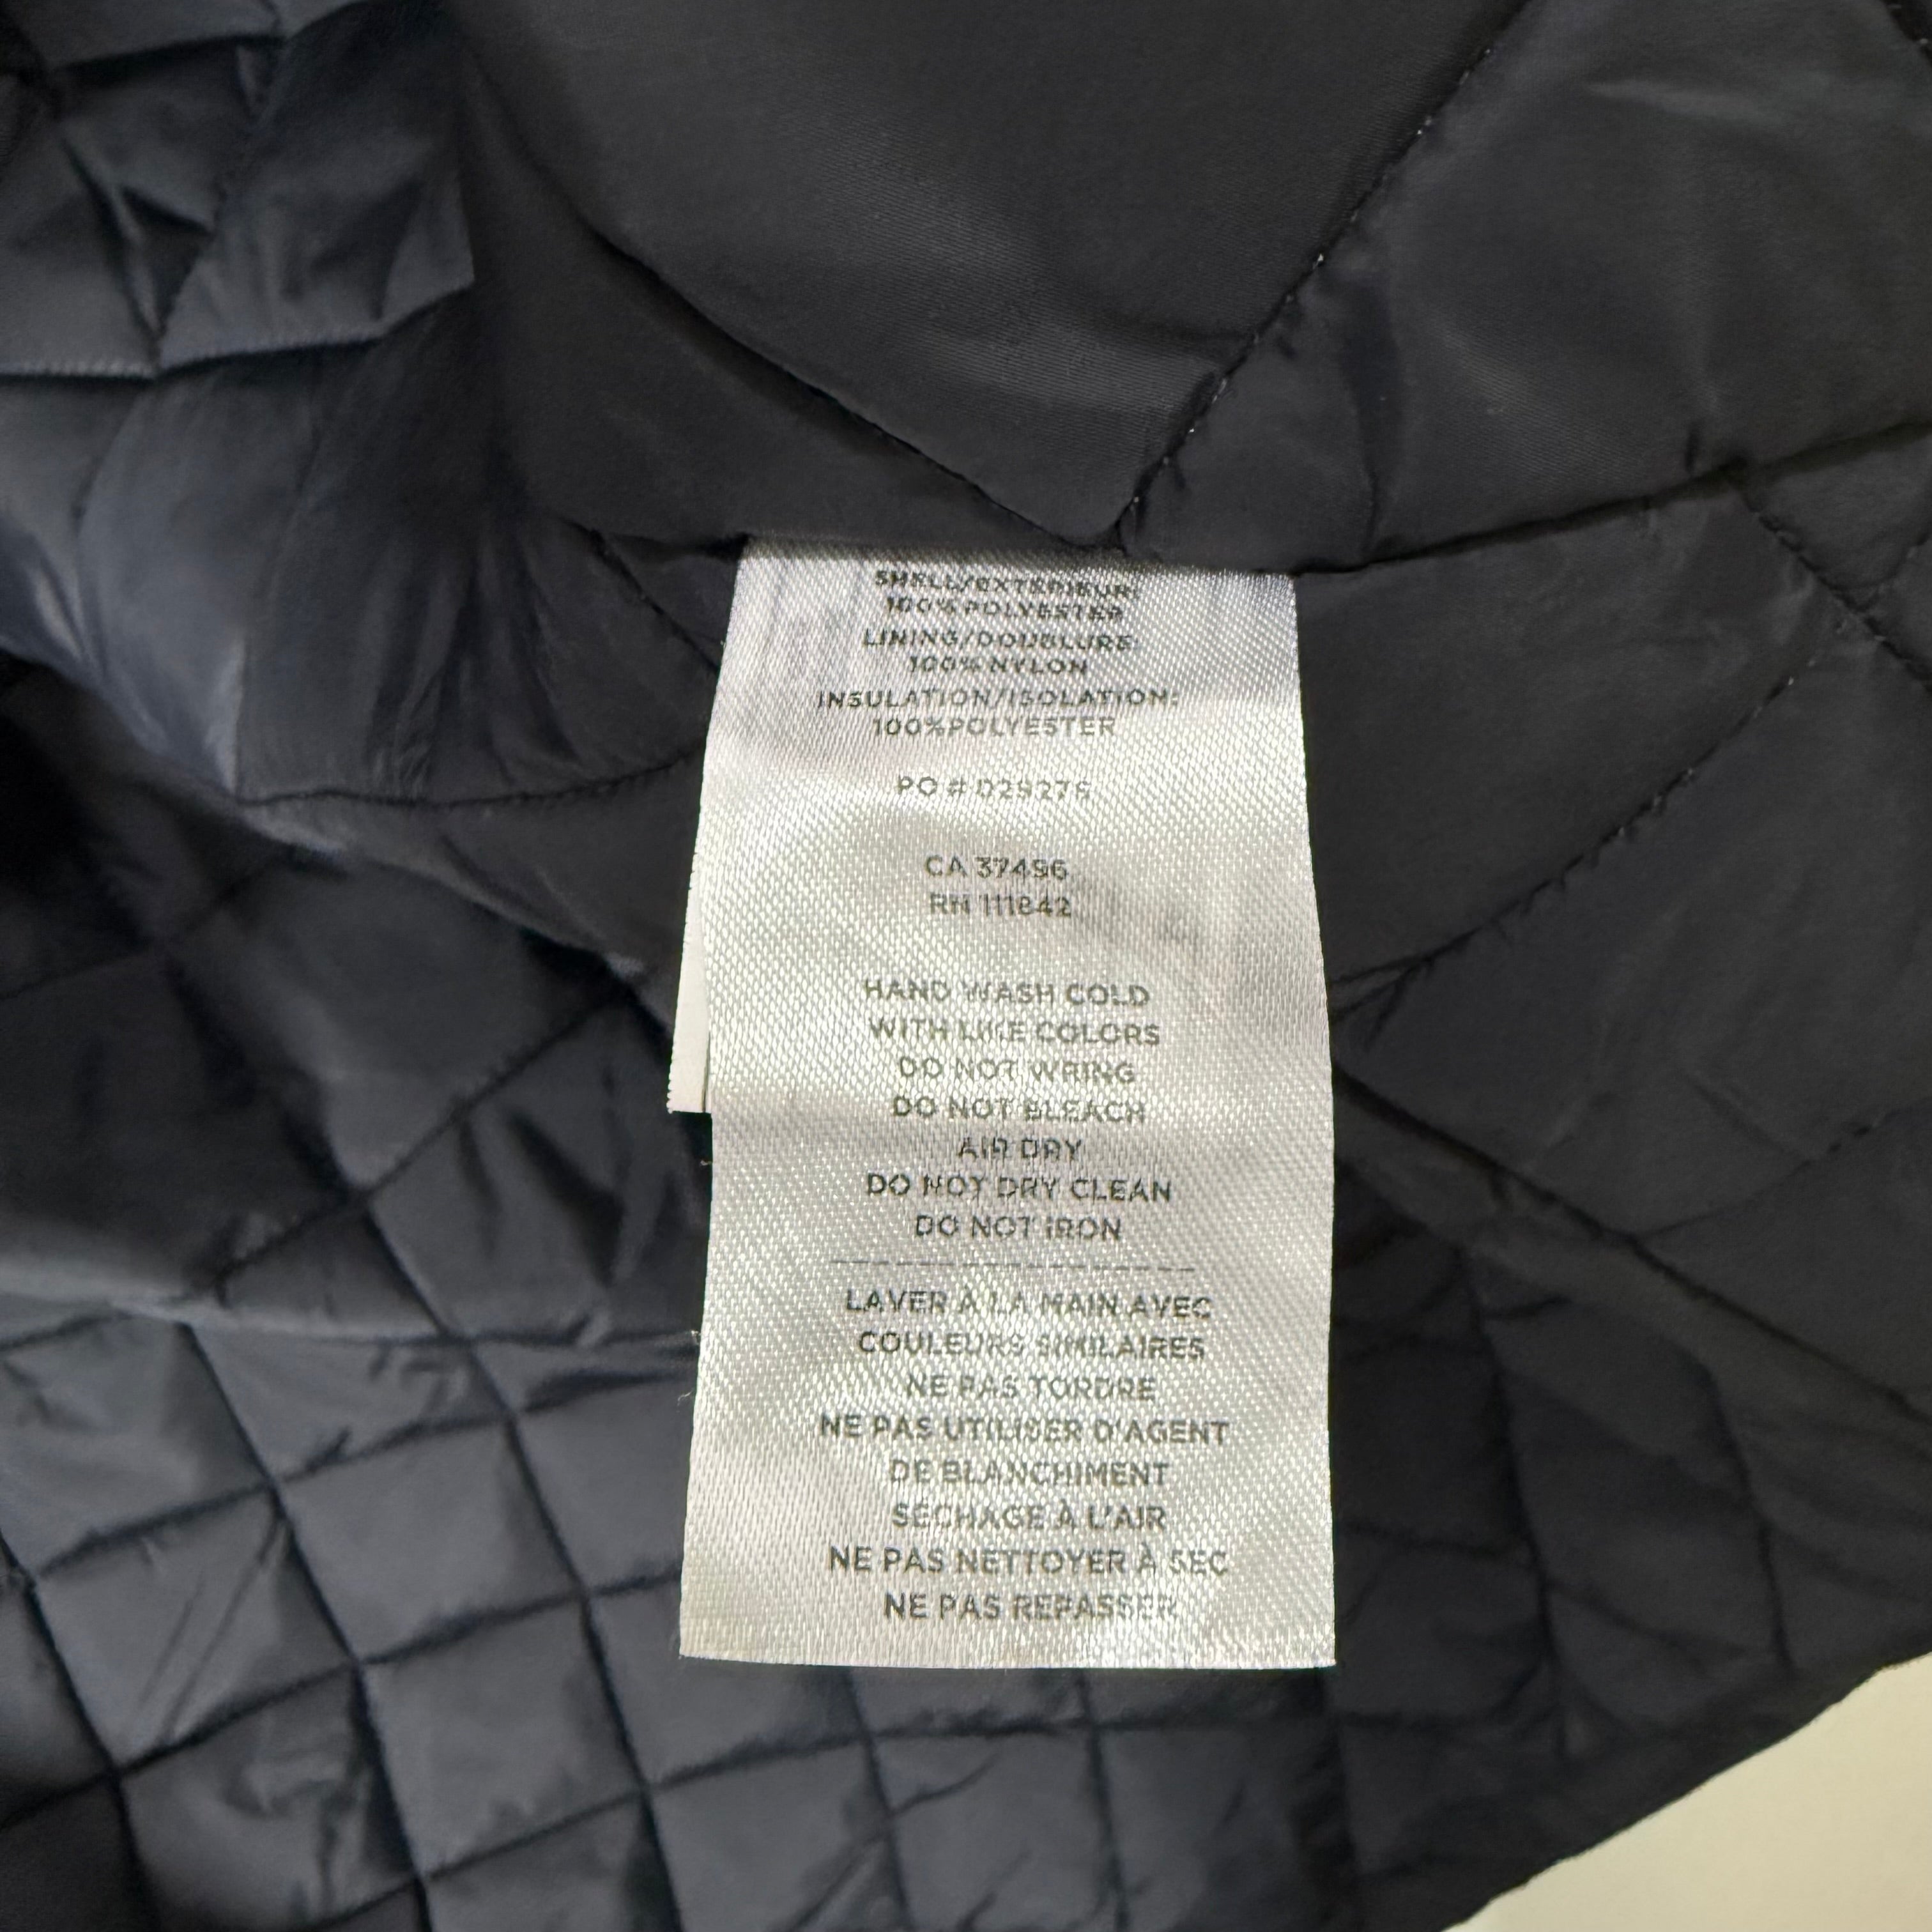 SHELL/EXTÉRIEUR:
100% POLYESTER
LINING/DOUBLURE:
100% NYLON
INSULATION/ISOLATION:
100%POLYESTER
PO # 029276
CA 37496
RN 111842
HAND WASH COLD
WITH LIKE COLORS
DO NOT WRING
DO NOT BLEACH
AIR DRY
DO NOT DRY CLEAN
DO NOT IRON
LAVER À LA MAIN AVEC
COULEURS SIMILAIRES
NE PAS TORDRE
NE PAS UTILISER D'AGENT
DE BLANCHIMENT
SÉCHAGE À L'AIR
NE PAS NETTOYER À SEC
NE PAS REPASSER